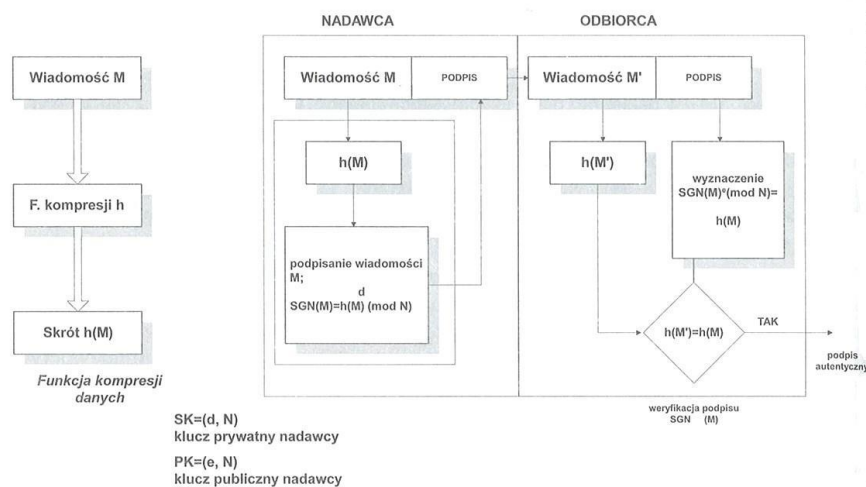 NADAWCA
ODBIORCA
Wiadomość M
F. kompresji h
Skrót h(M)
Funkcja kompresji
danych
Wiadomość M
PODPIS
h(M)
podpisanie wiadomości
M;
d
SGN(M)=h(M) (mod N)
Wiadomość M'
PODPIS
h(M')
wyznaczenie
SGN(M)ᵉ(mod N)=
h(M)
h(M')=h(M)
TAK
podpis
autentyczny
weryfikacja podpisu
SGN (M)
SK=(d, N)
klucz prywatny nadawcy
PK=(e, N)
klucz publiczny nadawcy